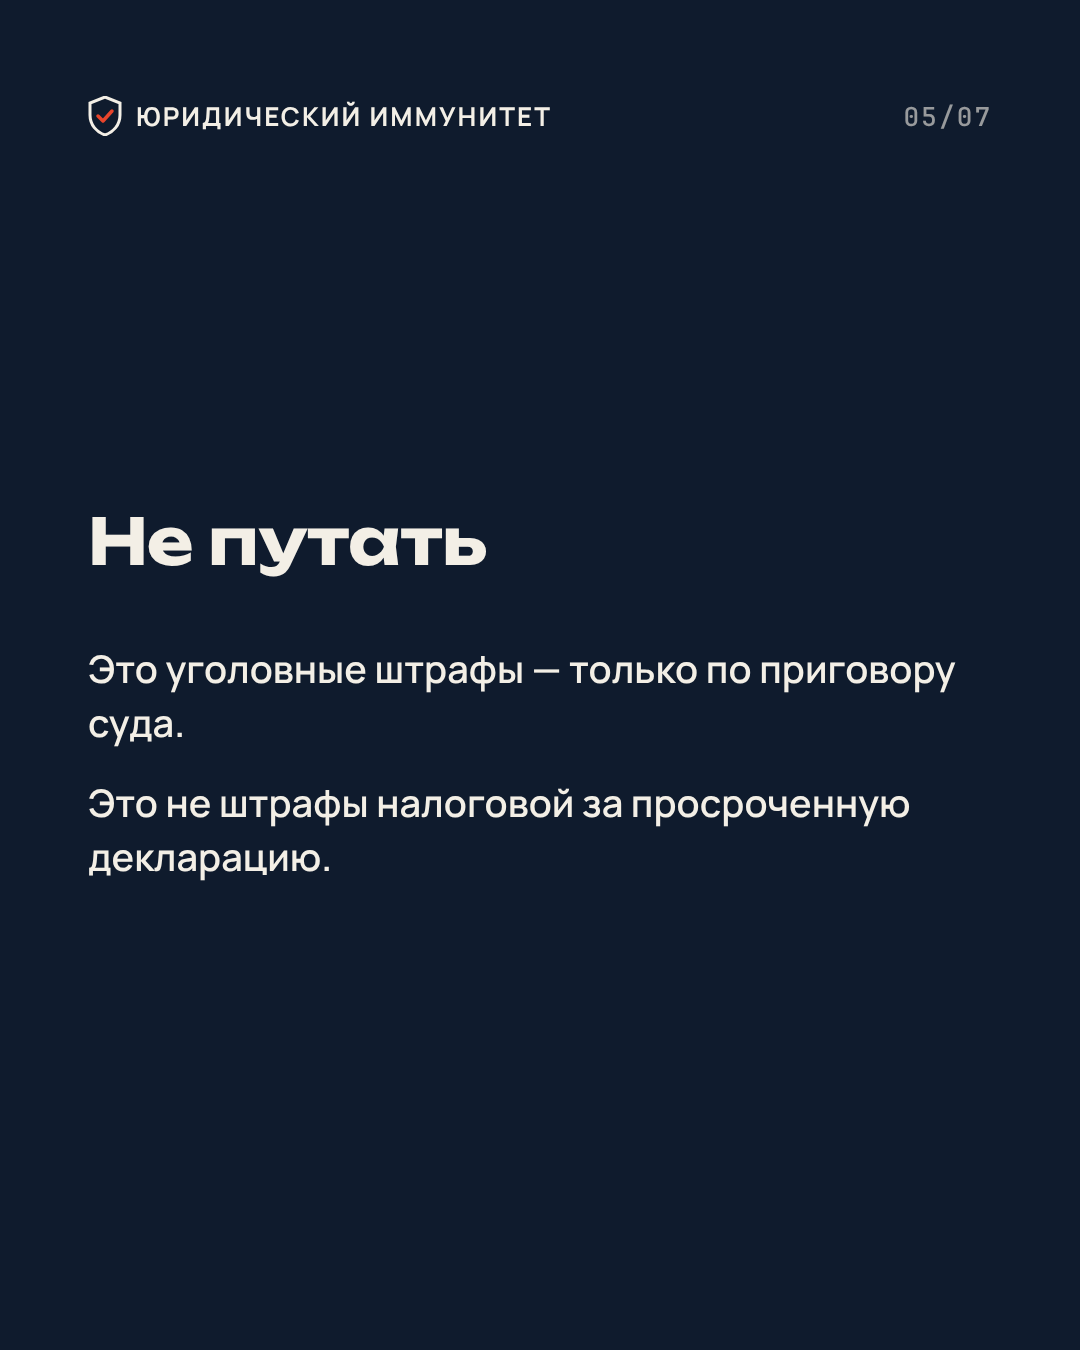 ЮРИДИЧЕСКИЙ ИММУНИТЕТ
05/07
Не путать
Это уголовные штрафы — только по приговору
суда.
Это не штрафы налоговой за просроченную
декларацию.